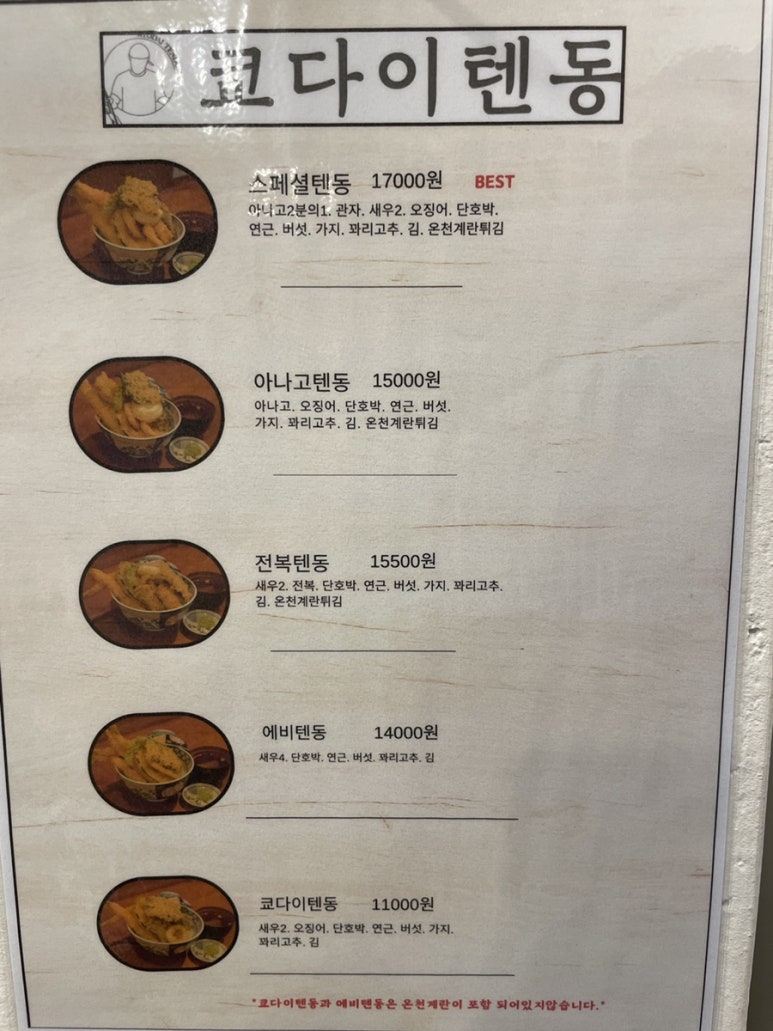 쿄다이텐동
스페셜텐동 17000원 BEST
아나고2분의1. 관자. 새우2. 오징어. 단호박.
연근. 버섯. 가지. 꽈리고추. 김. 온천계란튀김
아나고텐동 15000원
아나고. 오징어. 단호박. 연근. 버섯.
가지. 꽈리고추. 김. 온천계란튀김
전복텐동 15500원
새우2. 전복. 단호박. 연근. 버섯. 가지. 꽈리고추.
김. 온천계란튀김
에비텐동 14000원
새우4. 단호박. 연근. 버섯. 꽈리고추. 김
쿄다이텐동 11000원
새우2. 오징어. 단호박. 연근. 버섯. 가지.
꽈리고추. 김
"쿄다이텐동과 에비텐동은 온천계란이 포함 되어있지않습니다."